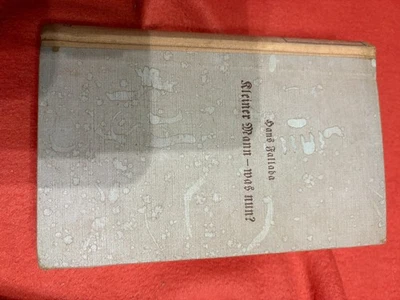 Hans Fallada
Kleiner Mann – was nun?